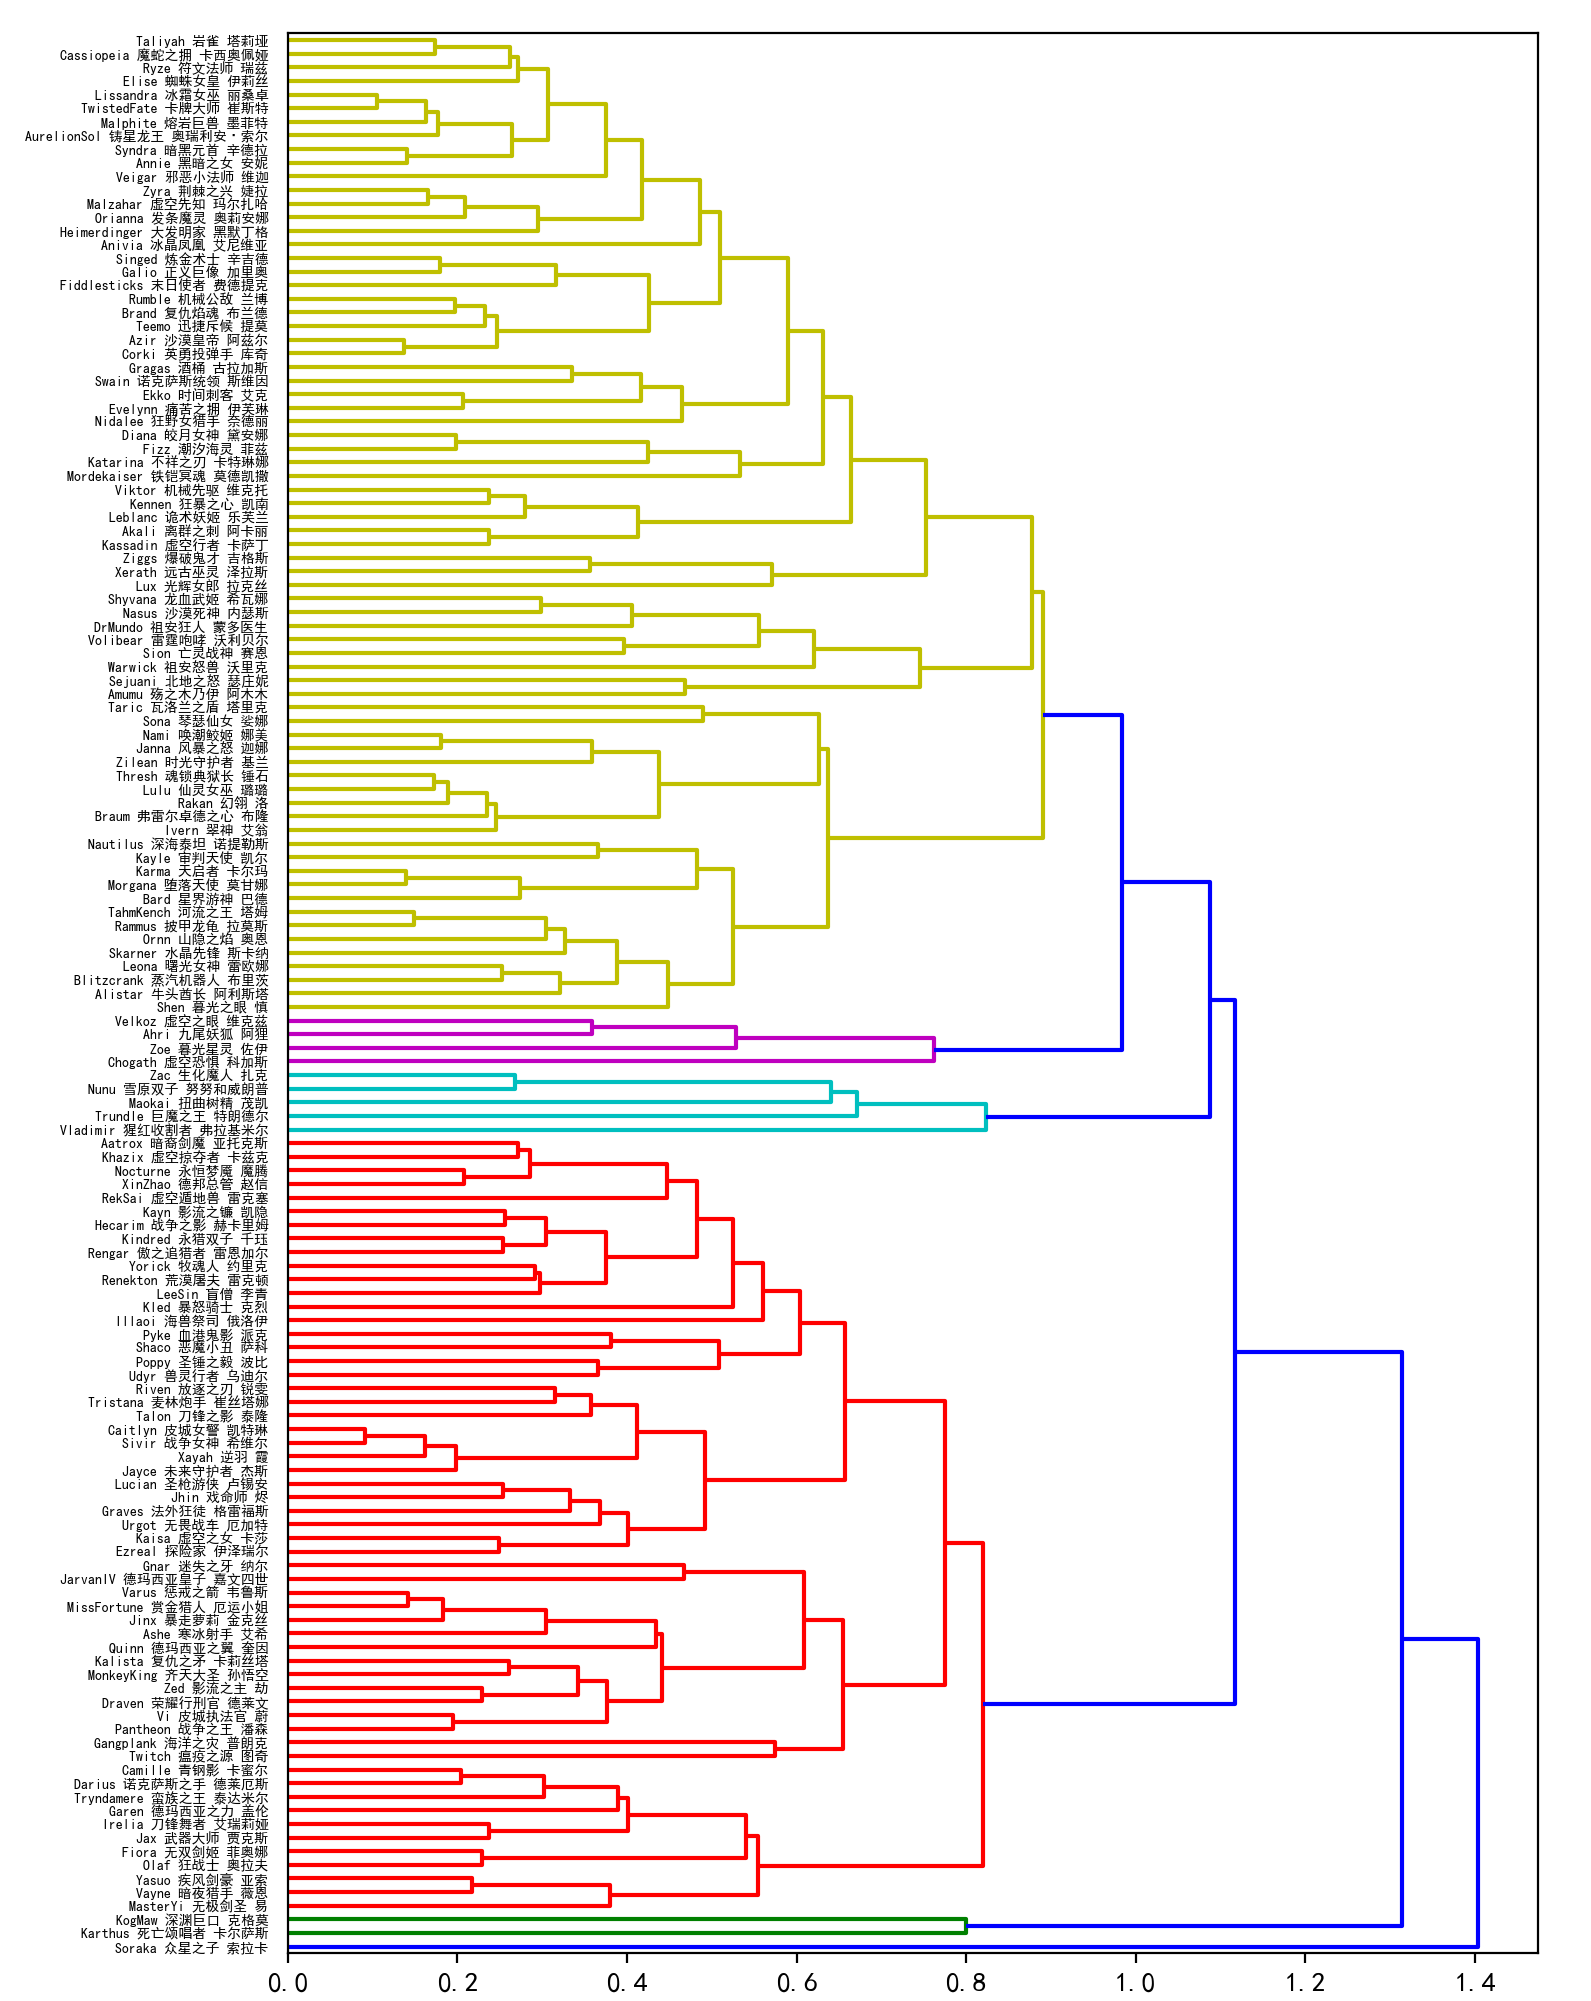 Taliyah 岩雀 塔莉垭
Cassiopeia 魔蛇之拥 卡西奥佩娅
Ryze 符文法师 瑞兹
Elise 蜘蛛女皇 伊莉丝
Lissandra 冰霜女巫 丽桑卓
TwistedFate 卡牌大师 崔斯特
Malphite 熔岩巨兽 墨菲特
AurelionSol 铸星龙王 奥瑞利安·索尔
Syndra 暗黑元首 辛德拉
Annie 黑暗之女 安妮
Veigar 邪恶小法师 维迦
Zyra 荆棘之兴 婕拉
Malzahar 虚空先知 玛尔扎哈
Orianna 发条魔灵 奥莉安娜
Heimerdinger 大发明家 黑默丁格
Anivia 冰晶凤凰 艾尼维亚
Singed 炼金术士 辛吉德
Galio 正义巨像 加里奥
Fiddlesticks 末日使者 费德提克
Rumble 机械公敌 兰博
Brand 复仇焰魂 布兰德
Teemo 迅捷斥候 提莫
Azir 沙漠皇帝 阿兹尔
Corki 英勇投弹手 库奇
Gragas 酒桶 古拉加斯
Swain 诺克萨斯统领 斯维因
Ekko 时间刺客 艾克
Evelynn 痛苦之拥 伊芙琳
Nidalee 狂野女猎手 奈德丽
Diana 皎月女神 黛安娜
Fizz 潮汐海灵 菲兹
Katarina 不祥之刃 卡特琳娜
Mordekaiser 铁铠冥魂 莫德凯撒
Viktor 机械先驱 维克托
Kennen 狂暴之心 凯南
Leblanc 诡术妖姬 乐芙兰
Akali 离群之刺 阿卡丽
Kassadin 虚空行者 卡萨丁
Ziggs 爆破鬼才 吉格斯
Xerath 远古巫灵 泽拉斯
Lux 光辉女郎 拉克丝
Shyvana 龙血武姬 希瓦娜
Nasus 沙漠死神 内瑟斯
DrMundo 祖安狂人 蒙多医生
Volibear 雷霆咆哮 沃利贝尔
Sion 亡灵战神 赛恩
Warwick 祖安怒兽 沃里克
Sejuani 北地之怒 瑟庄妮
Amumu 殇之木乃伊 阿木木
Taric 瓦洛兰之盾 塔里克
Sona 琴瑟仙女 娑娜
Nami 唤潮鲛姬 娜美
Janna 风暴之怒 迦娜
Zilean 时光守护者 基兰
Thresh 魂锁典狱长 锤石
Lulu 仙灵女巫 璐璐
Rakan 幻翎 洛
Braum 弗雷尔卓德之心 布隆
Ivern 翠神 艾翁
Nautilus 深海泰坦 诺提勒斯
Kayle 审判天使 凯尔
Karma 天启者 卡尔玛
Morgana 堕落天使 莫甘娜
Bard 星界游神 巴德
TahmKench 河流之王 塔姆
Rammus 披甲龙龟 拉莫斯
Ornn 山隐之焰 奥恩
Skarner 水晶先锋 斯卡纳
Leona 曙光女神 蕾欧娜
Blitzcrank 蒸汽机器人 布里茨
Alistar 牛头酋长 阿利斯塔
Shen 暮光之眼 慎
Velkoz 虚空之眼 维克兹
Ahri 九尾妖狐 阿狸
Zoe 暮光星灵 佐伊
Chogath 虚空恐惧 科加斯
Zac 生化魔人 扎克
Nunu 雪原双子 努努和威朗普
Maokai 扭曲树精 茂凯
Trundle 巨魔之王 特朗德尔
Vladimir 猩红收割者 弗拉基米尔
Aatrox 暗裔剑魔 亚托克斯
Khazix 虚空掠夺者 卡兹克
Nocturne 永恒梦魇 魔腾
XinZhao 德邦总管 赵信
RekSai 虚空遁地兽 雷克塞
Kayn 影流之镰 凯隐
Hecarim 战争之影 赫卡里姆
Kindred 永猎双子 千珏
Rengar 傲之追猎者 雷恩加尔
Yorick 牧魂人 约里克
Renekton 荒漠屠夫 雷克顿
LeeSin 盲僧 李青
Kled 暴怒骑士 克烈
Illaoi 海兽祭司 俄洛伊
Pyke 血港鬼影 派克
Shaco 恶魔小丑 萨科
Poppy 圣锤之毅 波比
Udyr 兽灵行者 乌迪尔
Riven 放逐之刃 锐雯
Tristana 麦林炮手 崔丝塔娜
Talon 刀锋之影 泰隆
Caitlyn 皮城女警 凯特琳
Sivir 战争女神 希维尔
Xayah 逆羽 霞
Jayce 未来守护者 杰斯
Lucian 圣枪游侠 卢锡安
Jhin 戏命师 烬
Graves 法外狂徒 格雷福斯
Urgot 无畏战车 厄加特
Kaisa 虚空之女 卡莎
Ezreal 探险家 伊泽瑞尔
Gnar 迷失之牙 纳尔
JarvanIV 德玛西亚皇子 嘉文四世
Varus 惩戒之箭 韦鲁斯
MissFortune 赏金猎人 厄运小姐
Jinx 暴走萝莉 金克丝
Ashe 寒冰射手 艾希
Quinn 德玛西亚之翼 奎因
Kalista 复仇之矛 卡莉丝塔
MonkeyKing 齐天大圣 孙悟空
Zed 影流之主 劫
Draven 荣耀行刑官 德莱文
Vi 皮城执法官 蔚
Pantheon 战争之王 潘森
Gangplank 海洋之灾 普朗克
Twitch 瘟疫之源 图奇
Camille 青钢影 卡蜜尔
Darius 诺克萨斯之手 德莱厄斯
Tryndamere 蛮族之王 泰达米尔
Garen 德玛西亚之力 盖伦
Irelia 刀锋舞者 艾瑞莉娅
Jax 武器大师 贾克斯
Fiora 无双剑姬 菲奥娜
Olaf 狂战士 奥拉夫
Yasuo 疾风剑豪 亚索
Vayne 暗夜猎手 薇恩
MasterYi 无极剑圣 易
KogMaw 深渊巨口 克格莫
Karthus 死亡颂唱者 卡尔萨斯
Soraka 众星之子 索拉卡
0.0 0.2 0.4 0.6 0.8 1.0 1.2 1.4